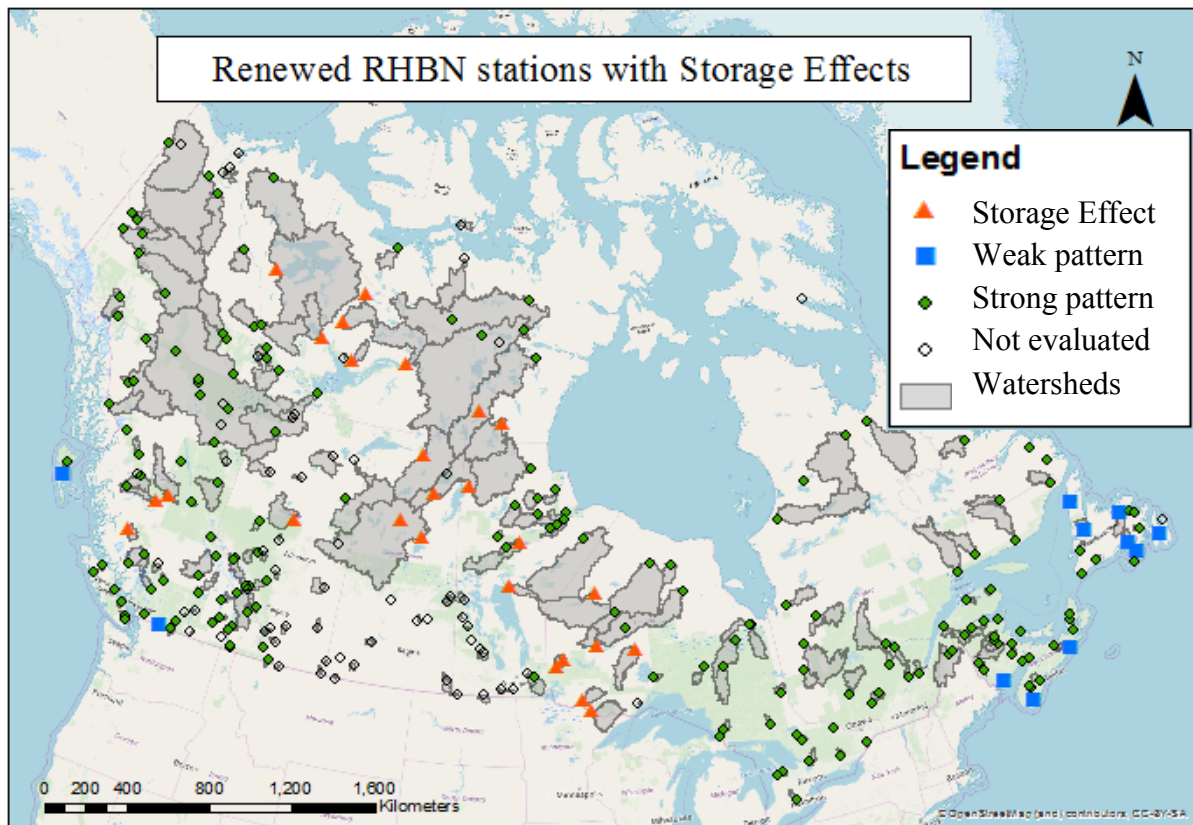 Renewed RHBN stations with Storage Effects
N
Legend
Storage Effect
Weak pattern
Strong pattern
Not evaluated
Watersheds
0 200 400 800 1,200 1,600
Kilometers
© OpenStreetMap (and) contributors, CC-BY-SA